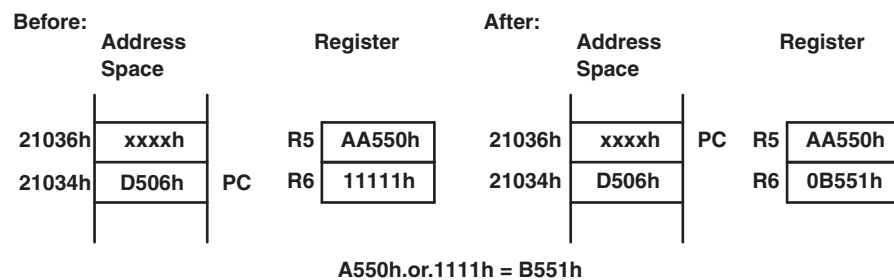 Before: After:
Address Register Address Register
Space Space
21036h xxxxh R5 AA550h 21036h xxxxh PC R5 AA550h
21034h D506h PC R6 11111h 21034h D506h R6 0B551h
A550h.or.1111h = B551h